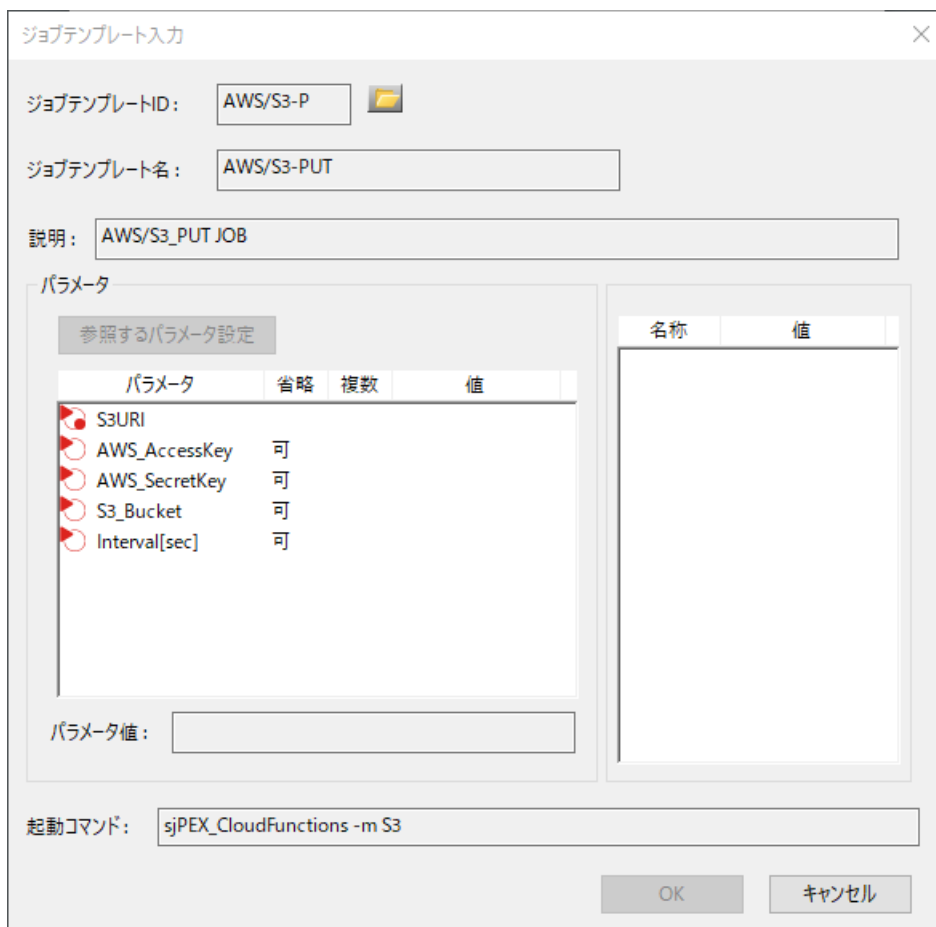 ジョブテンプレート入力
ジョブテンプレートID： AWS/S3-P
ジョブテンプレート名： AWS/S3-PUT
説明： AWS/S3_PUT JOB
パラメータ
参照するパラメータ設定
パラメータ 省略 複数 値
名称 値
S3URI
AWS_AccessKey 可
AWS_SecretKey 可
S3_Bucket 可
Interval[sec] 可
パラメータ値：
起動コマンド： sjPEX_CloudFunctions -m S3
OK キャンセル